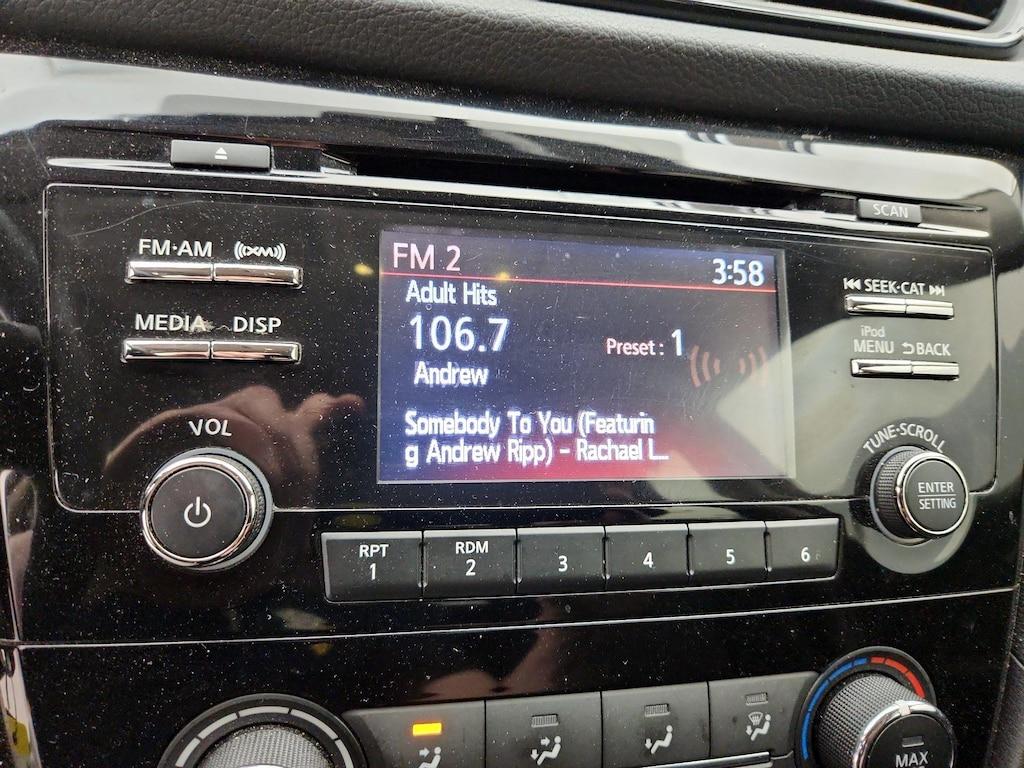 SCAN
FM·AM
((XM))
FM 2
3:58
SEEK·CAT
Adult Hits
MEDIA
DISP
106.7
Preset : 1
iPod
MENU
BACK
Andrew
VOL
Somebody To You (Featurin
g Andrew Ripp) - Rachael L...
TUNE·SCROLL
ENTER
SETTING
RPT
1
RDM
2
3
4
5
6
MAX